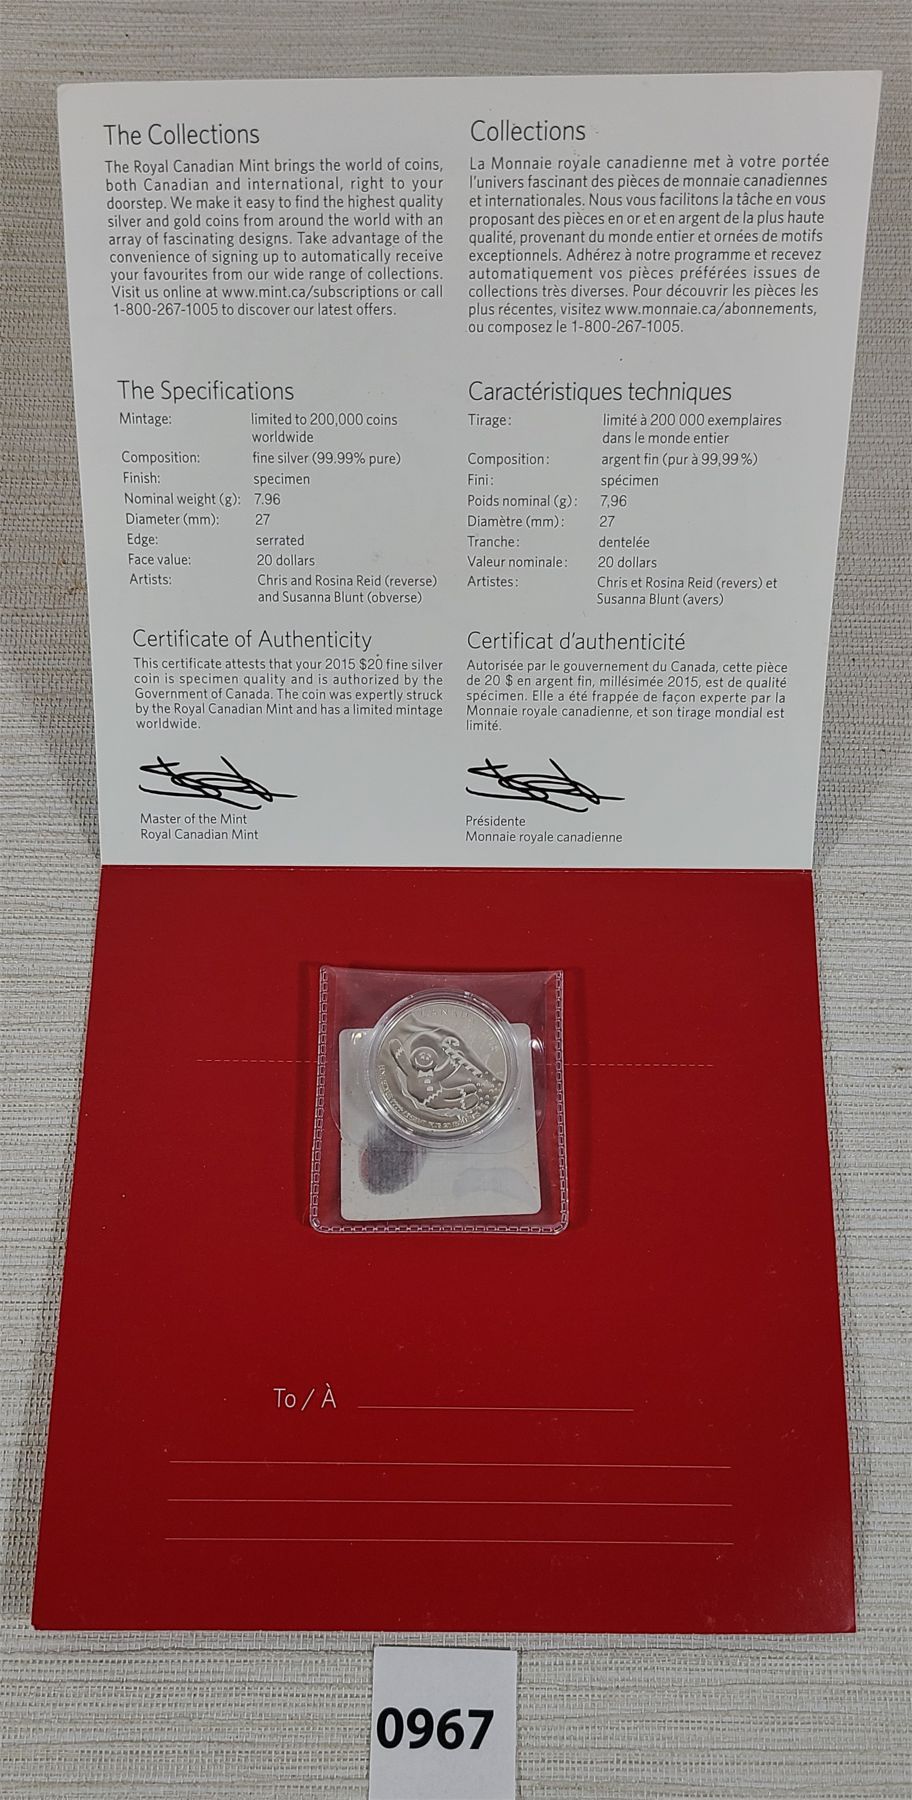 The Collections
The Royal Canadian Mint brings the world of coins,
both Canadian and international, right to your
doorstep. We make it easy to find the highest quality
silver and gold coins from around the world with an
array of fascinating designs. Take advantage of the
convenience of signing up to automatically receive
your favourites from our wide range of collections.
Visit us online at www.mint.ca/subscriptions or call
1-800-267-1005 to discover our latest offers.
The Specifications
Mintage: limited to 200,000 coins
worldwide
Composition: fine silver (99.99% pure)
Finish: specimen
Nominal weight (g): 7.96
Diameter (mm): 27
Edge: serrated
Face value: 20 dollars
Artists: Chris and Rosina Reid (reverse)
and Susanna Blunt (obverse)
Certificate of Authenticity
This certificate attests that your 2015 $20 fine silver
coin is specimen quality and is authorized by the
Government of Canada. The coin was expertly struck
by the Royal Canadian Mint and has a limited mintage
worldwide.
Master of the Mint
Royal Canadian Mint
Collections
La Monnaie royale canadienne met à votre portée
l'univers fascinant des pièces de monnaie canadiennes
et internationales. Nous vous facilitons la tâche en vous
proposant des pièces en or et en argent de la plus haute
qualité, provenant du monde entier et ornées de motifs
exceptionnels. Adhérez à notre programme et recevez
automatiquement vos pièces préférées issues de
collections très diverses. Pour découvrir les pièces les
plus récentes, visitez www.monnaie.ca/abonnements,
ou composez le 1-800-267-1005.
Caractéristiques techniques
Tirage: limité à 200 000 exemplaires
dans le monde entier
Composition: argent fin (pur à 99,99 %)
Fini: spécimen
Poids nominal (g): 7,96
Diamètre (mm): 27
Tranche: dentelée
Valeur nominale: 20 dollars
Artistes: Chris et Rosina Reid (revers) et
Susanna Blunt (avers)
Certificat d'authenticité
Autorisée par le gouvernement du Canada, cette pièce
de 20 $ en argent fin, millésimée 2015, est de qualité
spécimen. Elle a été frappée de façon experte par la
Monnaie royale canadienne, et son tirage mondial est
limité.
Présidente
Monnaie royale canadienne
CANADA
To / À
0967